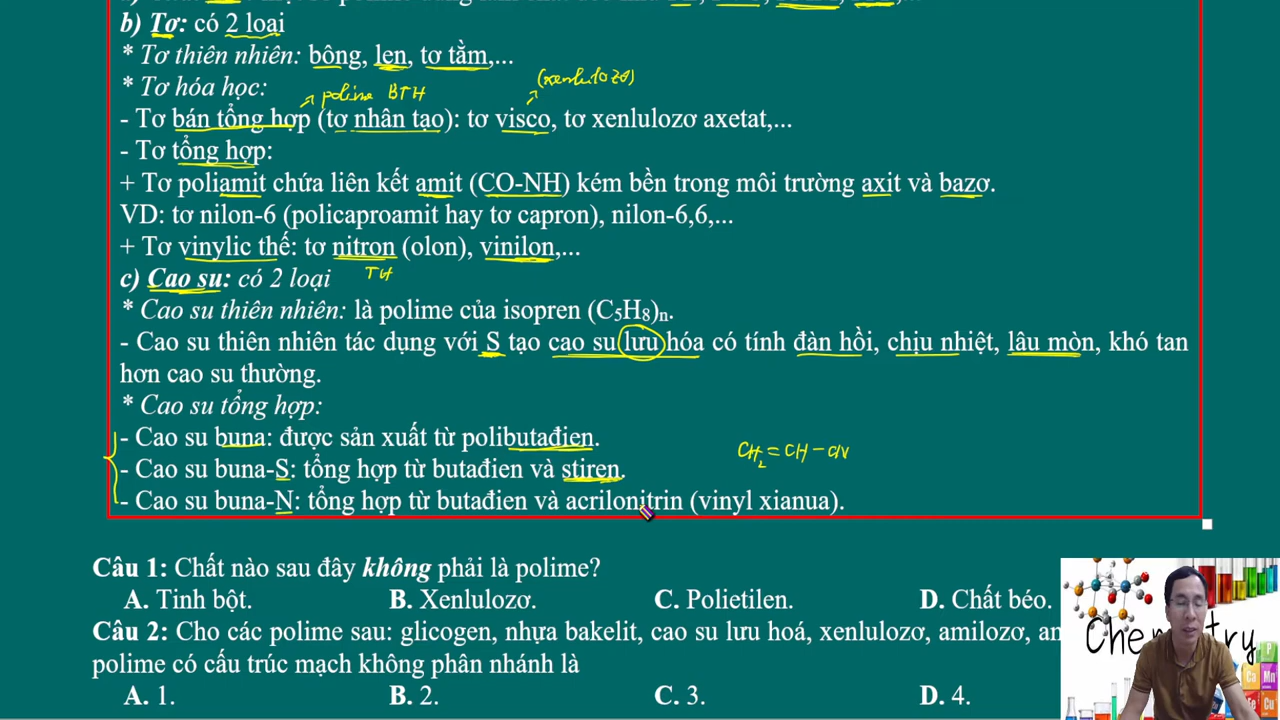 b) Tơ: có 2 loại
* Tơ thiên nhiên: bông, len, tơ tằm,...
(xenlulozơ)
* Tơ hóa học:
polime BTH
- Tơ bán tổng hợp (tơ nhân tạo): tơ visco, tơ xenlulozơ axetat,...
- Tơ tổng hợp:
+ Tơ poliamit chứa liên kết amit (CO-NH) kém bền trong môi trường axit và bazơ.
VD: tơ nilon-6 (policaproamit hay tơ capron), nilon-6,6,...
+ Tơ vinylic thế: tơ nitron (olon), vinilon,...
TH
c) Cao su: có 2 loại
* Cao su thiên nhiên: là polime của isopren (C5H8)n.
- Cao su thiên nhiên tác dụng với S tạo cao su lưu hóa có tính đàn hồi, chịu nhiệt, lâu mòn, khó tan
hơn cao su thường.
* Cao su tổng hợp:
- Cao su buna: được sản xuất từ polibutađien.
CH2=CH-CN
- Cao su buna-S: tổng hợp từ butađien và stiren.
- Cao su buna-N: tổng hợp từ butađien và acrilonitrin (vinyl xianua).
Câu 1: Chất nào sau đây không phải là polime?
A. Tinh bột. B. Xenlulozơ. C. Polietilen. D. Chất béo.
Câu 2: Cho các polime sau: glicogen, nhựa bakelit, cao su lưu hoá, xenlulozơ, amilozơ, am
polime có cấu trúc mạch không phân nhánh là
A. 1. B. 2. C. 3. D. 4.
Chemistry
P
Ca Mn
Fe Cu